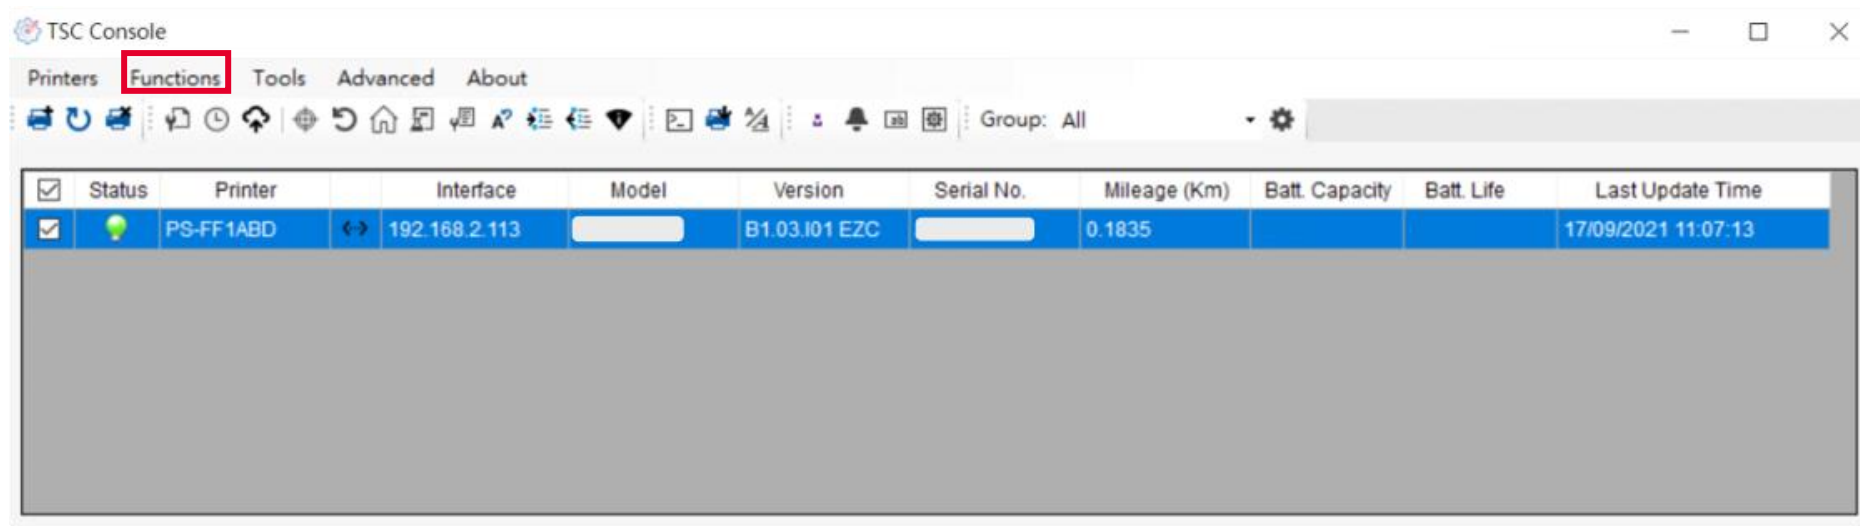 TSC Console
Printers Functions Tools Advanced About
Group: All
Status Printer Interface Model Version Serial No. Mileage (Km) Batt. Capacity Batt. Life Last Update Time
PS-FF1ABD 192.168.2.113 B1.03.I01 EZC 0.1835 17/09/2021 11:07:13